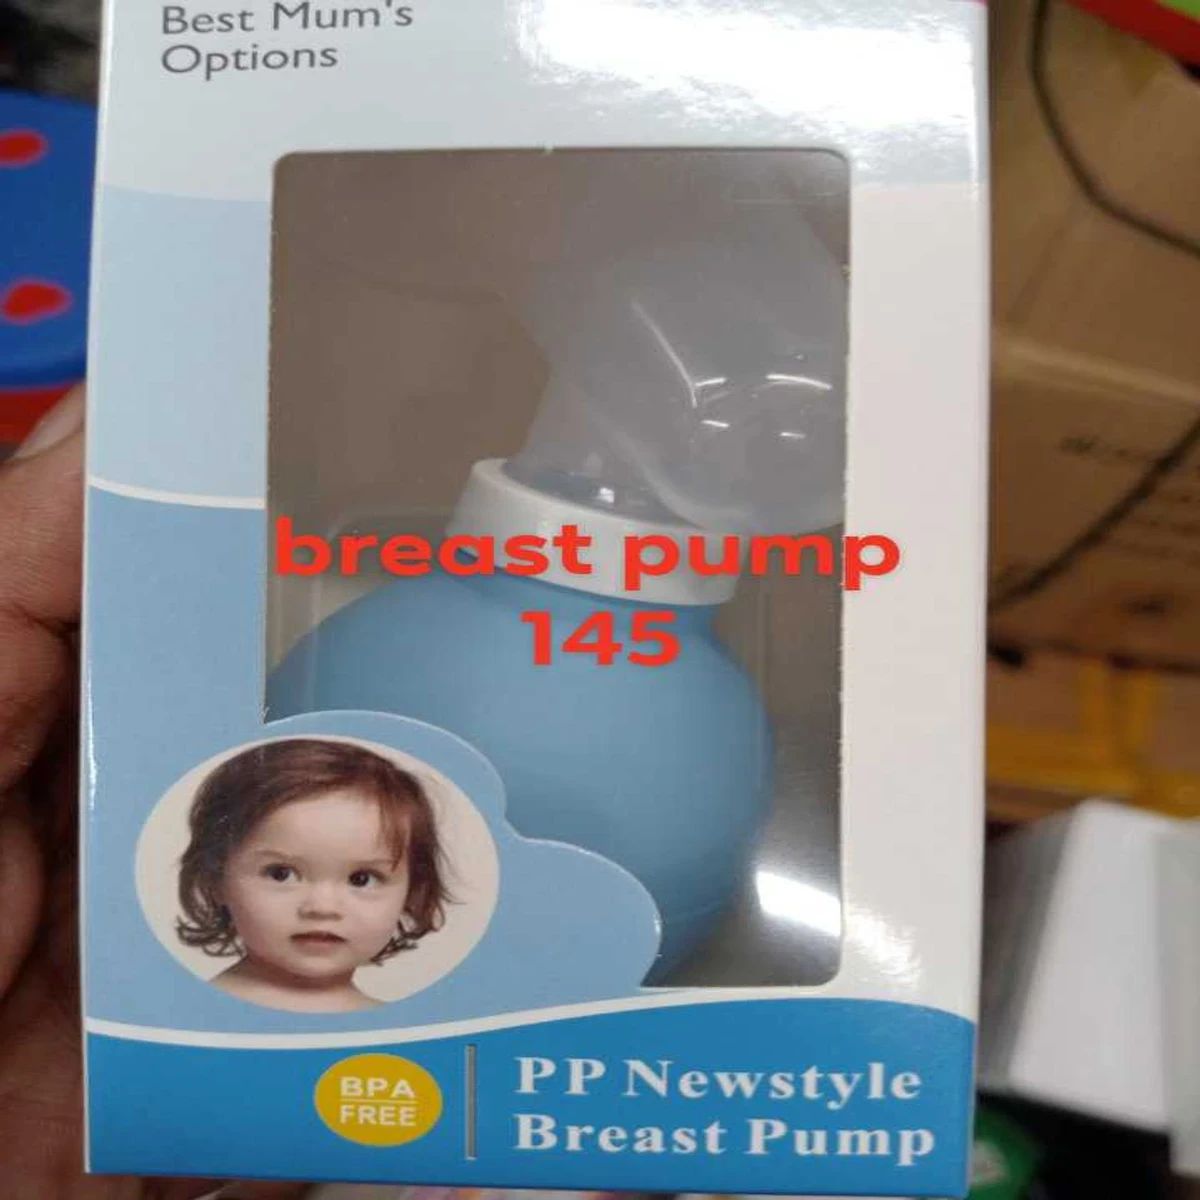 Best Mum's
Options
breast pump
145
BPA
FREE
PP Newstyle
Breast Pump